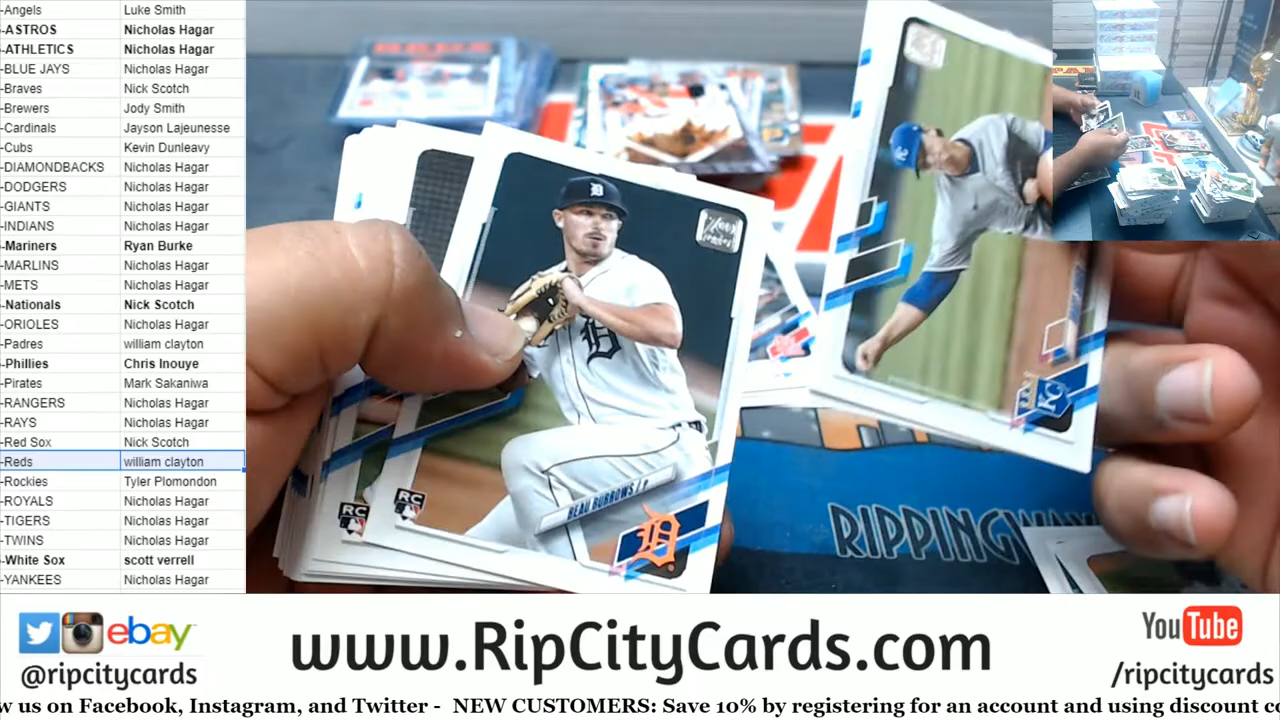 -Angels Luke Smith
-ASTROS Nicholas Hagar
-ATHLETICS Nicholas Hagar
-BLUE JAYS Nicholas Hagar
-Braves Nick Scotch
-Brewers Jody Smith
-Cardinals Jayson Lajeunesse
-Cubs Kevin Dunleavy
-DIAMONDBACKS Nicholas Hagar
-DODGERS Nicholas Hagar
-GIANTS Nicholas Hagar
-INDIANS Nicholas Hagar
-Mariners Ryan Burke
-MARLINS Nicholas Hagar
-METS Nicholas Hagar
-Nationals Nick Scotch
-ORIOLES Nicholas Hagar
-Padres william clayton
-Phillies Chris Inouye
-Pirates Mark Sakaniwa
-RANGERS Nicholas Hagar
-RAYS Nicholas Hagar
-Red Sox Nick Scotch
-Reds william clayton
-Rockies Tyler Plomondon
-ROYALS Nicholas Hagar
-TIGERS Nicholas Hagar
-TWINS Nicholas Hagar
-White Sox scott verrell
-YANKEES Nicholas Hagar
D
D
RC
RC
BEAU BURROWS / P
D
KC
RIPPINGWAX
ebay
@ripcitycards
www.RipCityCards.com
YouTube
/ripcitycards
w us on Facebook, Instagram, and Twitter - NEW CUSTOMERS: Save 10% by registering for an account and using discount co